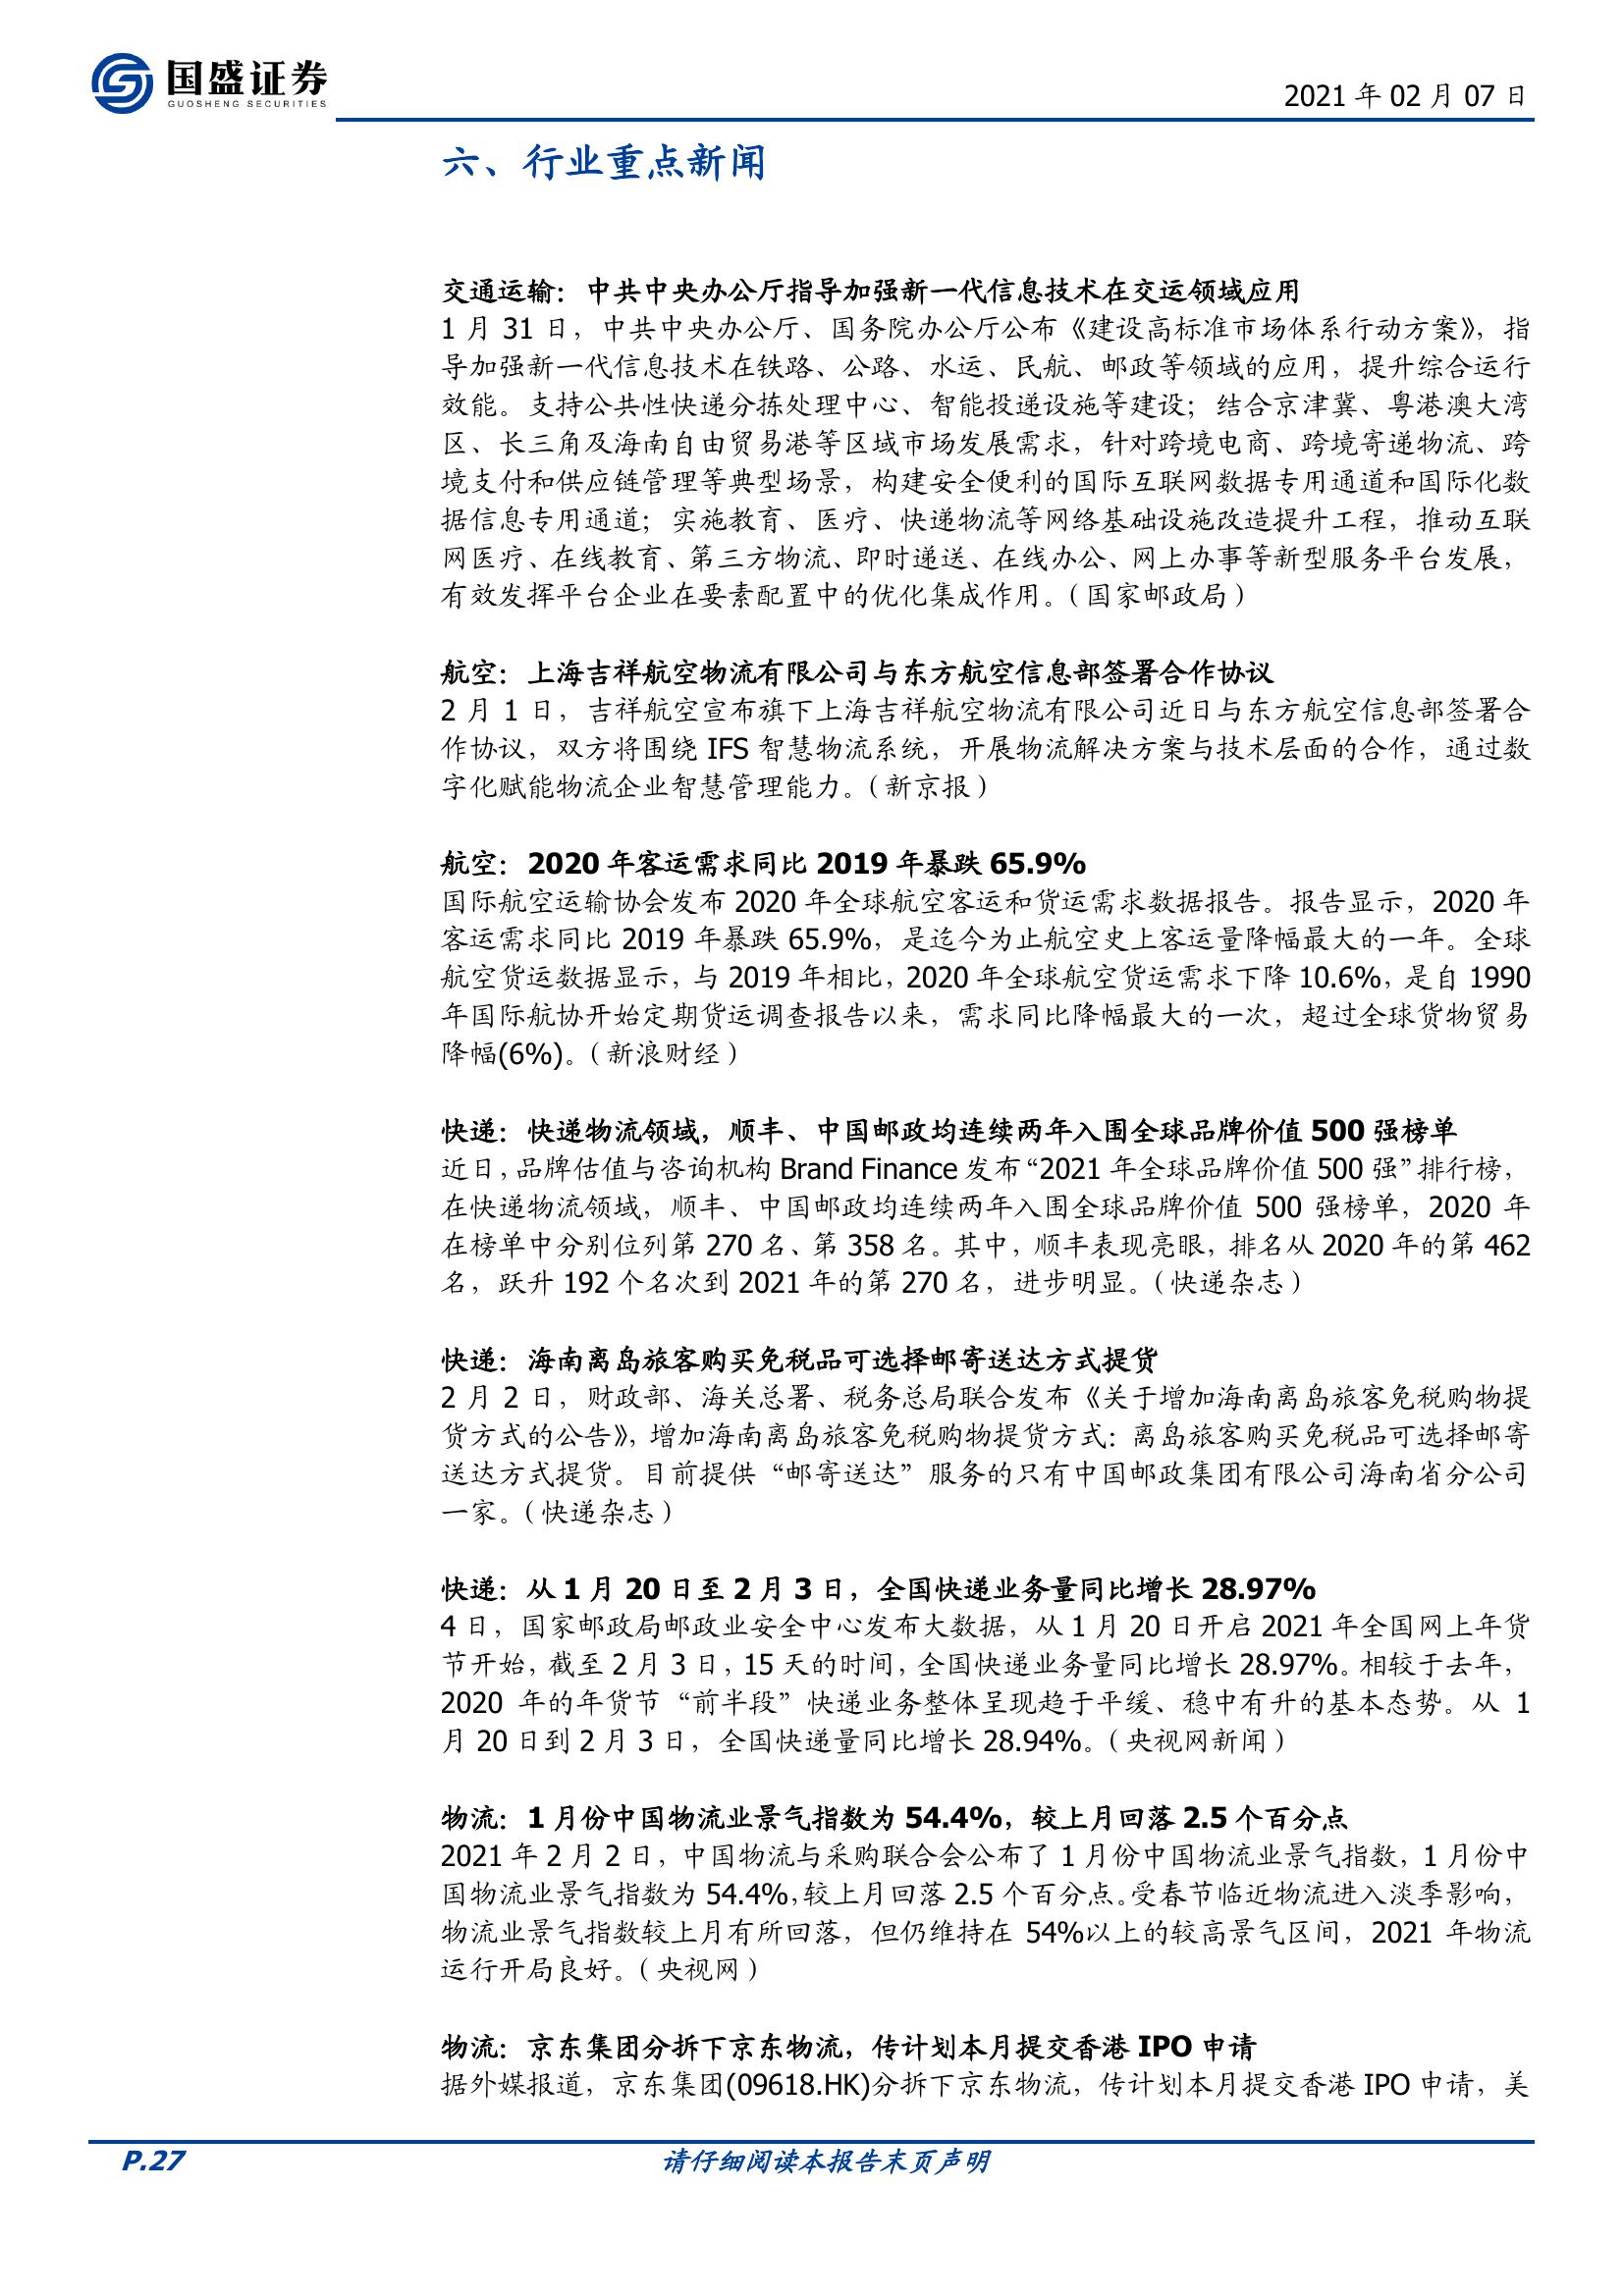 国盛证券
GUOSHENG SECURITIES
2021 年 02 月 07 日
六、行业重点新闻
交通运输：中共中央办公厅指导加强新一代信息技术在交运领域应用
1 月 31 日，中共中央办公厅、国务院办公厅公布《建设高标准市场体系行动方案》，指
导加强新一代信息技术在铁路、公路、水运、民航、邮政等领域的应用，提升综合运行
效能。支持公共性快递分拣处理中心、智能投递设施等建设；结合京津冀、粤港澳大湾
区、长三角及海南自由贸易港等区域市场发展需求，针对跨境电商、跨境寄递物流、跨
境支付和供应链管理等典型场景，构建安全便利的国际互联网数据专用通道和国际化数
据信息专用通道；实施教育、医疗、快递物流等网络基础设施改造提升工程，推动互联
网医疗、在线教育、第三方物流、即时递送、在线办公、网上办事等新型服务平台发展，
有效发挥平台企业在要素配置中的优化集成作用。（国家邮政局）
航空：上海吉祥航空物流有限公司与东方航空信息部签署合作协议
2 月 1 日，吉祥航空宣布旗下上海吉祥航空物流有限公司近日与东方航空信息部签署合
作协议，双方将围绕 IFS 智慧物流系统，开展物流解决方案与技术层面的合作，通过数
字化赋能物流企业智慧管理能力。（新京报）
航空：2020 年客运需求同比 2019 年暴跌 65.9%
国际航空运输协会发布 2020 年全球航空客运和货运需求数据报告。报告显示，2020 年
客运需求同比 2019 年暴跌 65.9%，是迄今为止航空史上客运量降幅最大的一年。全球
航空货运数据显示，与 2019 年相比，2020 年全球航空货运需求下降 10.6%，是自 1990
年国际航协开始定期货运调查报告以来，需求同比降幅最大的一次，超过全球货物贸易
降幅(6%)。（新浪财经）
快递：快递物流领域，顺丰、中国邮政均连续两年入围全球品牌价值 500 强榜单
近日，品牌估值与咨询机构 Brand Finance 发布“2021 年全球品牌价值 500 强”排行榜，
在快递物流领域，顺丰、中国邮政均连续两年入围全球品牌价值 500 强榜单，2020 年
在榜单中分别位列第 270 名、第 358 名。其中，顺丰表现亮眼，排名从 2020 年的第 462
名，跃升 192 个名次到 2021 年的第 270 名，进步明显。（快递杂志）
快递：海南离岛旅客购买免税品可选择邮寄送达方式提货
2 月 2 日，财政部、海关总署、税务总局联合发布《关于增加海南离岛旅客免税购物提
货方式的公告》，增加海南离岛旅客免税购物提货方式：离岛旅客购买免税品可选择邮寄
送达方式提货。目前提供“邮寄送达”服务的只有中国邮政集团有限公司海南省分公司
一家。（快递杂志）
快递：从 1 月 20 日至 2 月 3 日，全国快递业务量同比增长 28.97%
4 日，国家邮政局邮政业安全中心发布大数据，从 1 月 20 日开启 2021 年全国网上年货
节开始，截至 2 月 3 日，15 天的时间，全国快递业务量同比增长 28.97%。相较于去年，
2020 年的年货节“前半段”快递业务整体呈现趋于平缓、稳中有升的基本态势。从 1
月 20 日到 2 月 3 日，全国快递量同比增长 28.94%。（央视网新闻）
物流：1 月份中国物流业景气指数为 54.4%，较上月回落 2.5 个百分点
2021 年 2 月 2 日，中国物流与采购联合会公布了 1 月份中国物流业景气指数，1 月份中
国物流业景气指数为 54.4%，较上月回落 2.5 个百分点。受春节临近物流进入淡季影响，
物流业景气指数较上月有所回落，但仍维持在 54%以上的较高景气区间，2021 年物流
运行开局良好。（央视网）
物流：京东集团分拆下京东物流，传计划本月提交香港 IPO 申请
据外媒报道，京东集团(09618.HK)分拆下京东物流，传计划本月提交香港 IPO 申请，美
P.27
请仔细阅读本报告末页声明